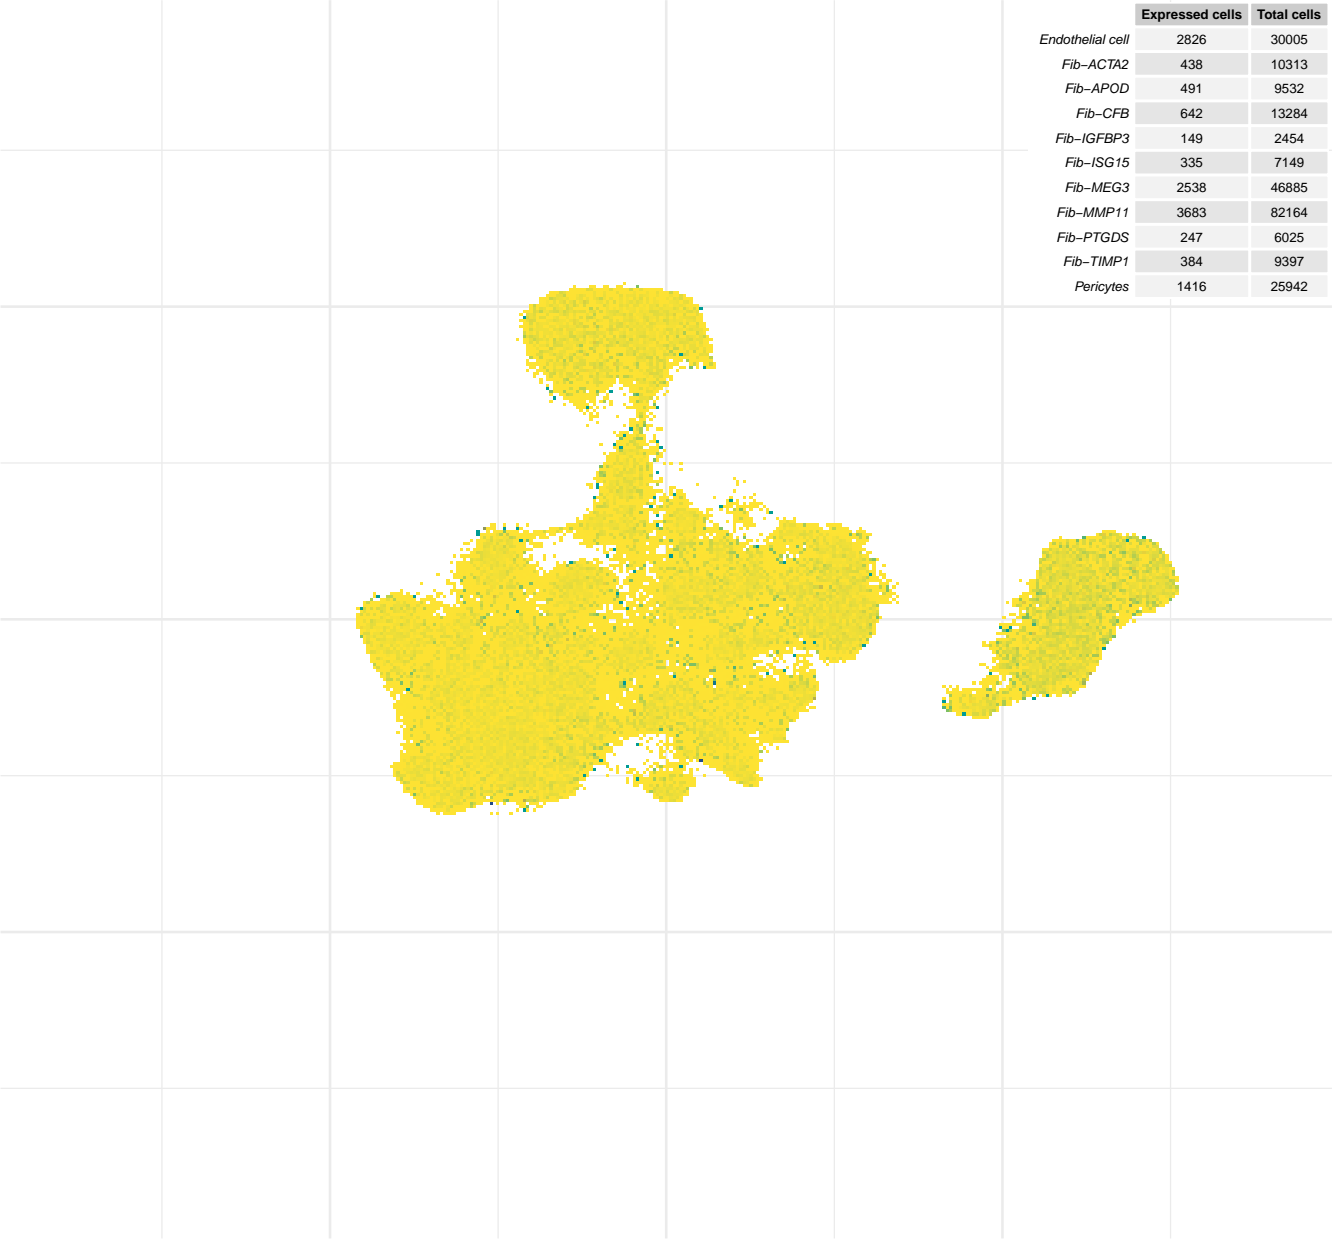 Expressed cells Total cells
Endothelial cell 2826 30005
Fib−ACTA2 438 10313
Fib−APOD 491 9532
Fib−CFB 642 13284
Fib−IGFBP3 149 2454
Fib−ISG15 335 7149
Fib−MEG3 2538 46885
Fib−MMP11 3683 82164
Fib−PTGDS 247 6025
Fib−TIMP1 384 9397
Pericytes 1416 25942